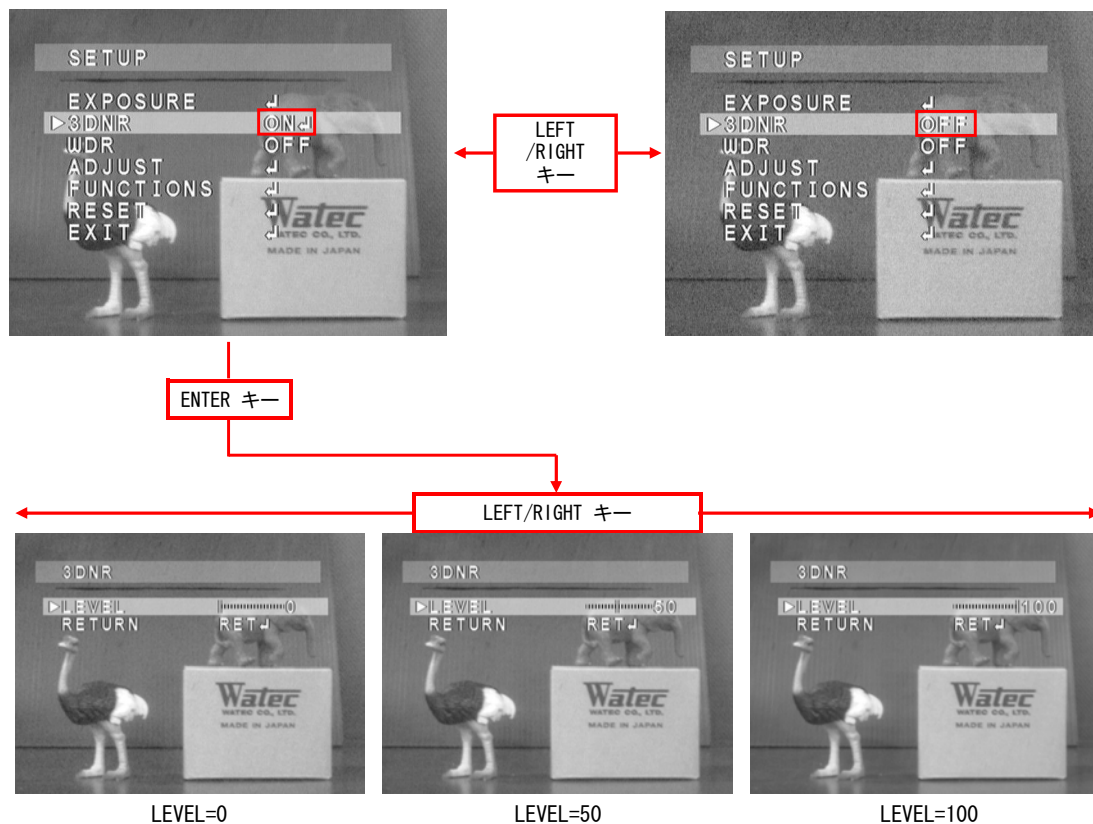 SETUP
EXPOSURE ↲
▷3DNR ON↲
WDR OFF
ADJUST ↲
FUNCTIONS ↲
RESET ↲
EXIT ↲
Watec
WATEC CO., LTD.
MADE IN JAPAN
LEFT
/RIGHT
キー
SETUP
EXPOSURE ↲
▷3DNR OFF
WDR OFF
ADJUST ↲
FUNCTIONS ↲
RESET ↲
EXIT ↲
Watec
WATEC CO., LTD.
MADE IN JAPAN
ENTER キー
LEFT/RIGHT キー
3DNR
▷LEVEL 0
RETURN RET↲
Watec
WATEC CO., LTD.
MADE IN JAPAN
LEVEL=0
3DNR
▷LEVEL 50
RETURN RET↲
Watec
WATEC CO., LTD.
MADE IN JAPAN
LEVEL=50
3DNR
▷LEVEL 100
RETURN RET↲
Watec
WATEC CO., LTD.
MADE IN JAPAN
LEVEL=100